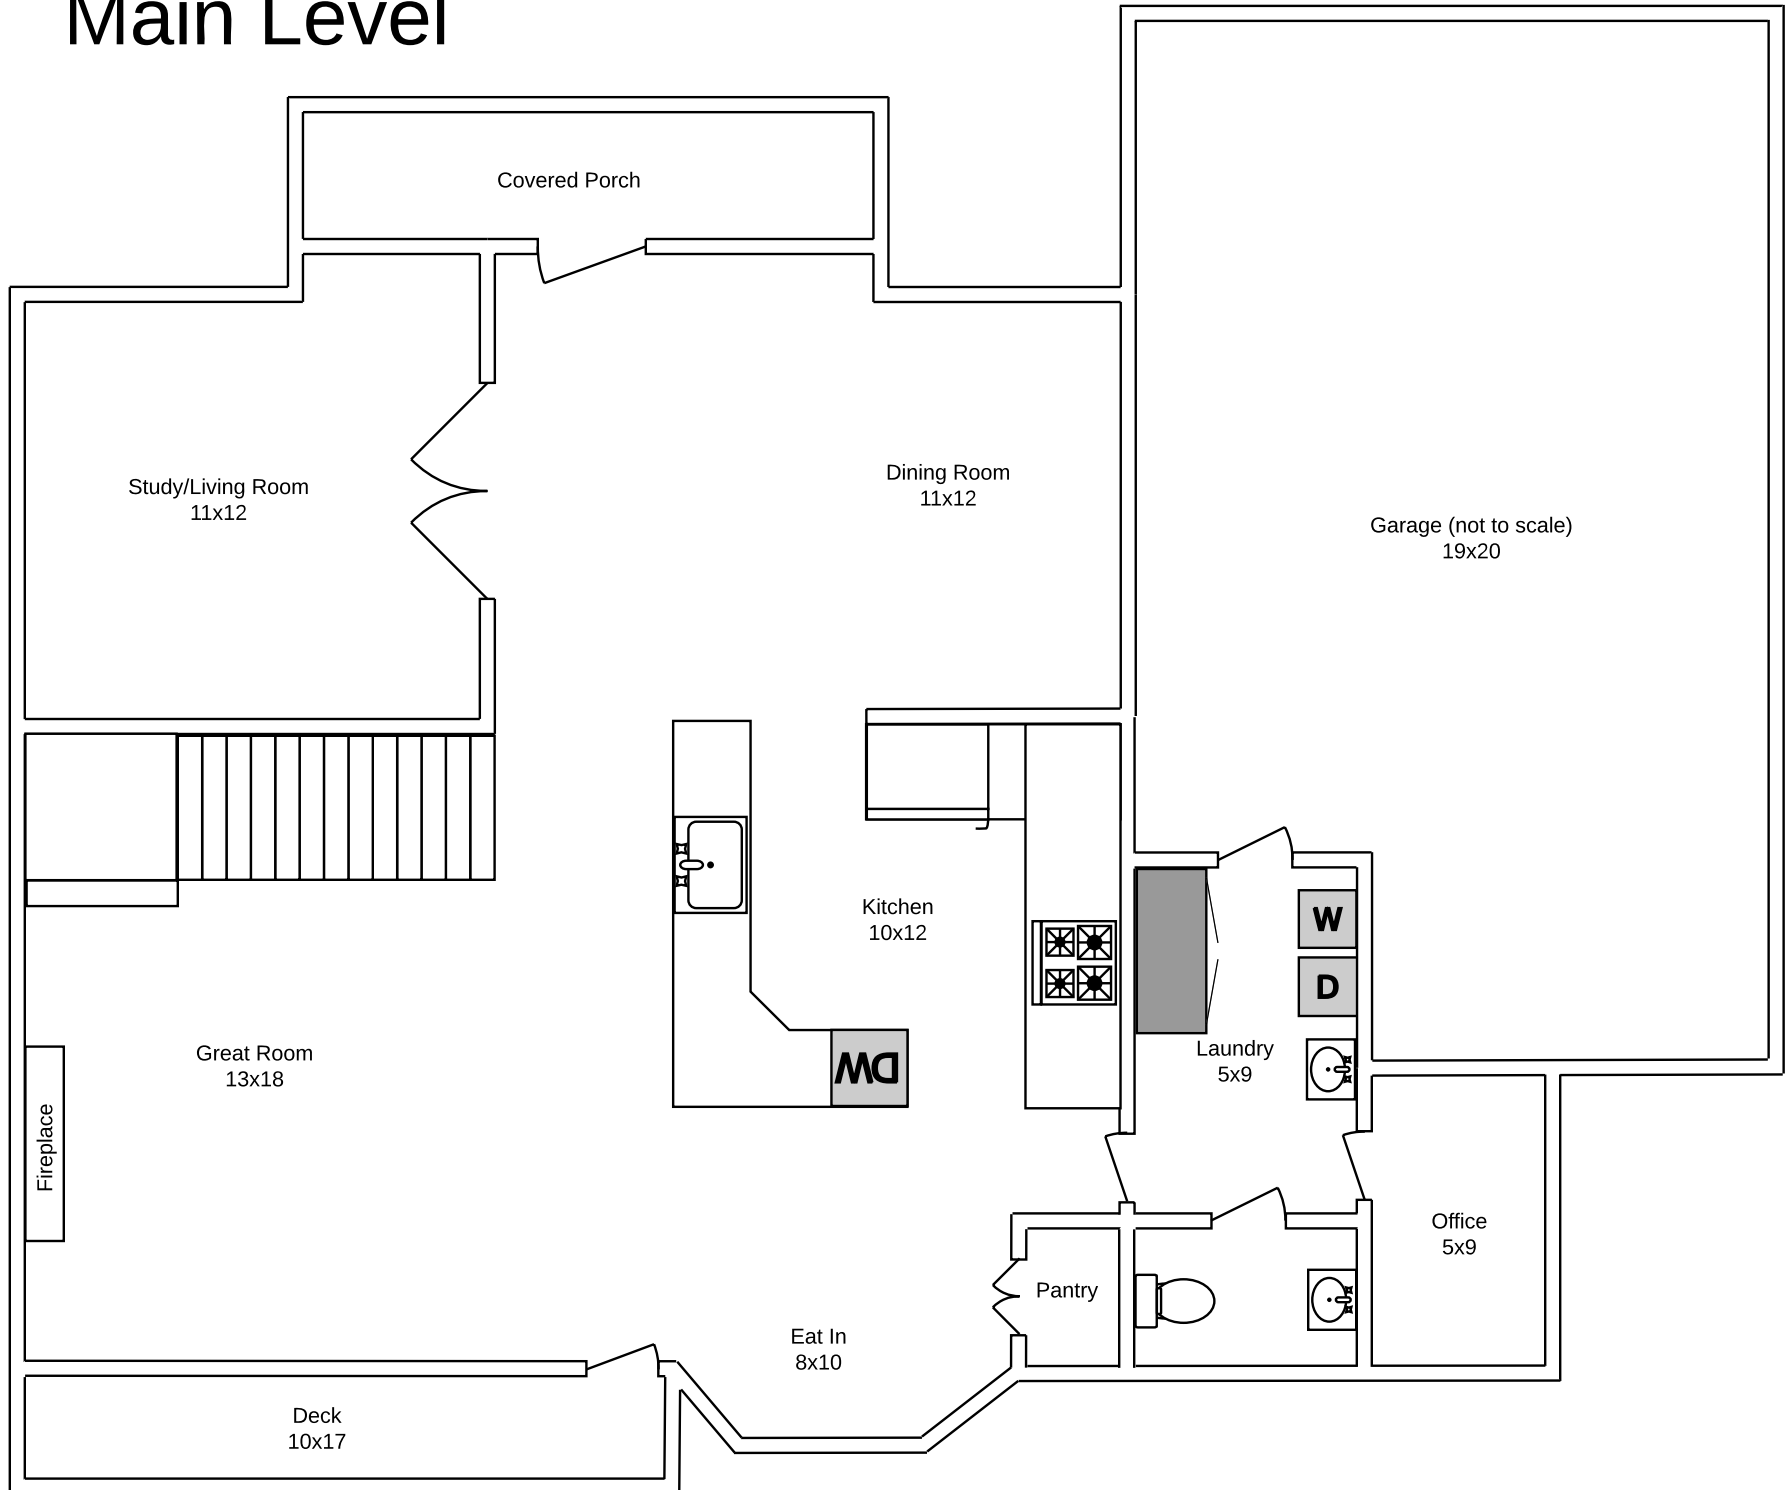 Main Level
Covered Porch
Study/Living Room
11x12
Dining Room
11x12
Garage (not to scale)
19x20
Kitchen
10x12
W
D
Great Room
13x18
DW
Laundry
5x9
Fireplace
Office
5x9
Pantry
Eat In
8x10
Deck
10x17